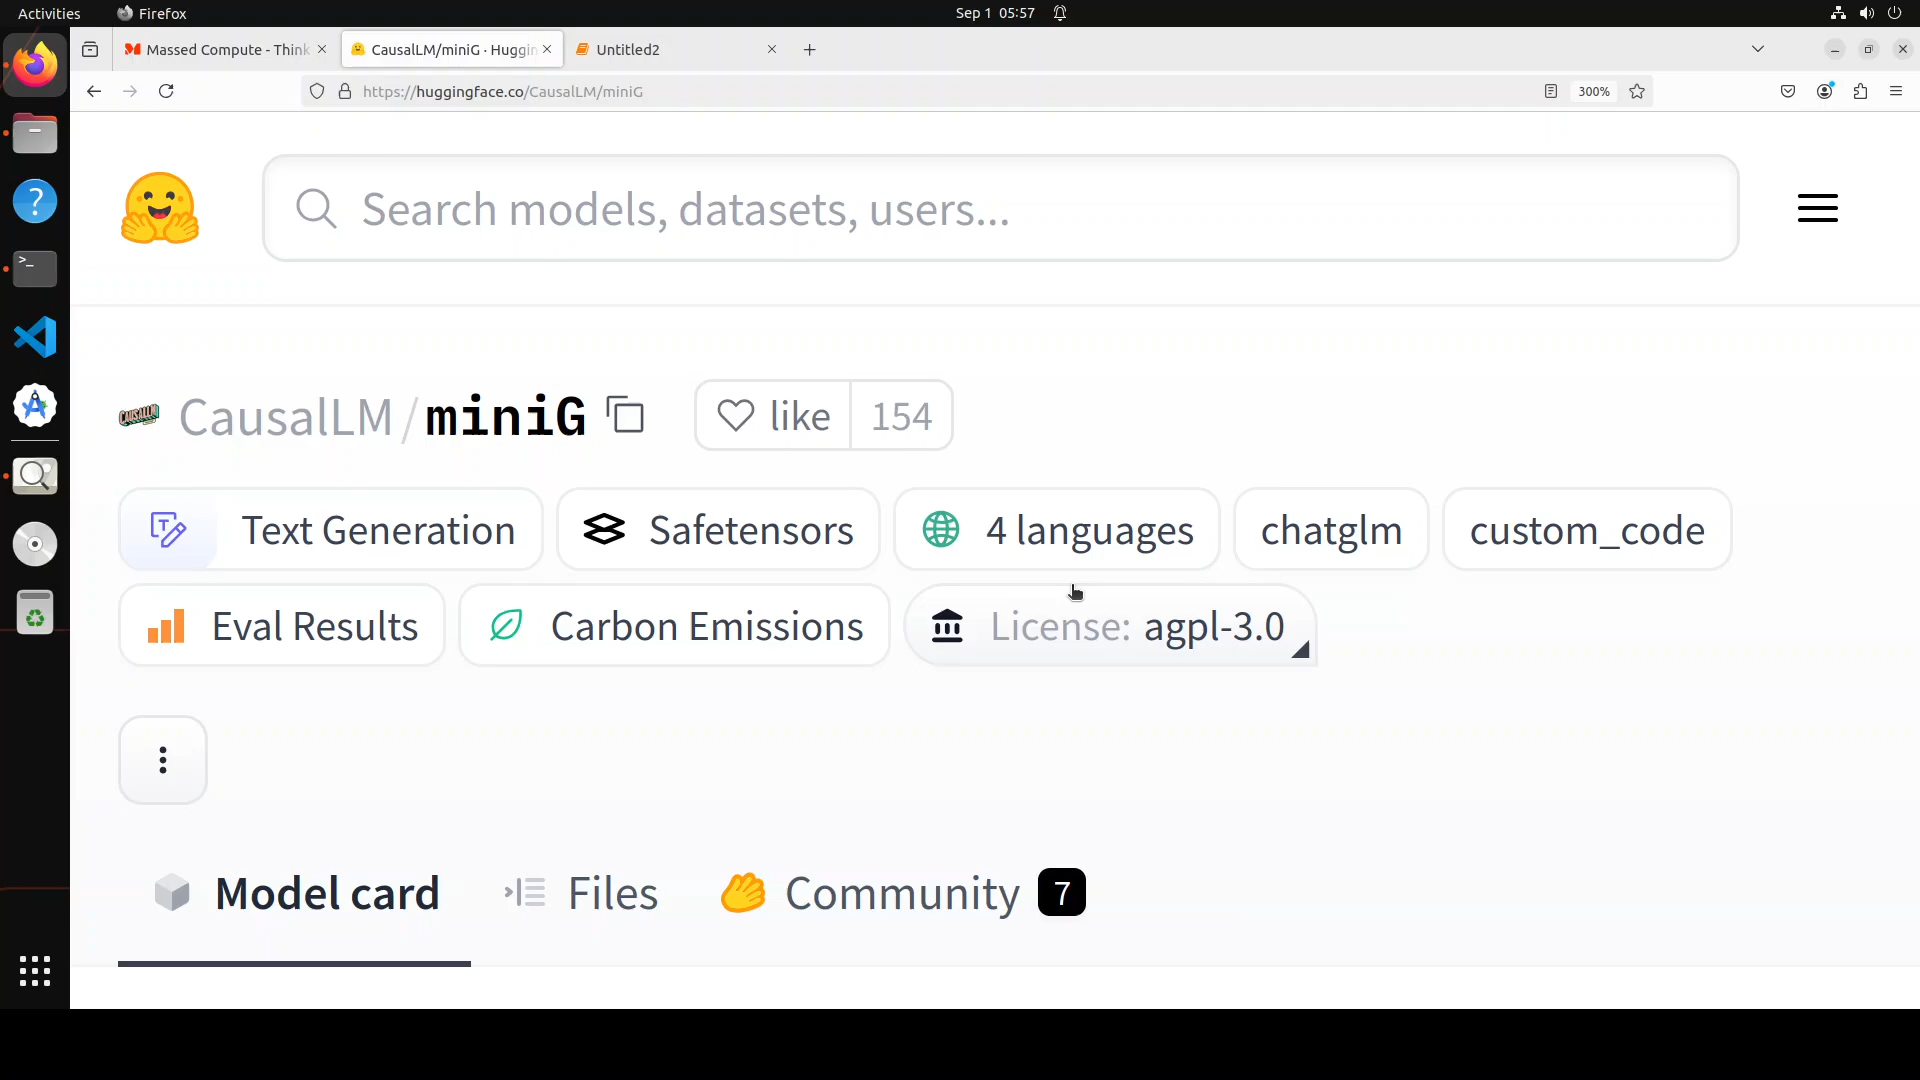 Activities Firefox Sep 1 05:57
Massed Compute - Think CausalLM/miniG · Huggin Untitled2
https://huggingface.co/CausalLM/miniG 300%
Search models, datasets, users...
CausalLM/miniG like 154
Text Generation Safetensors 4 languages chatglm custom_code
Eval Results Carbon Emissions License: agpl-3.0
Model card Files Community 7